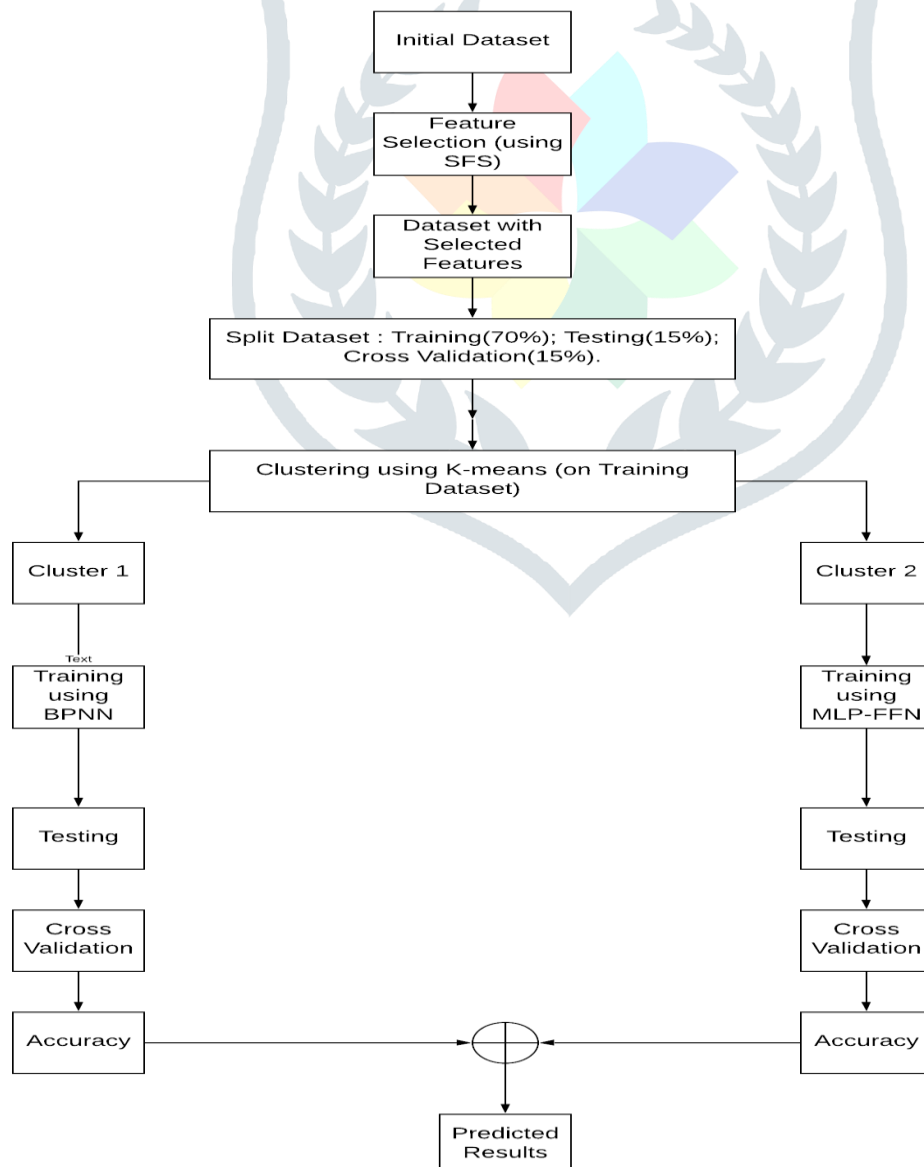 Initial Dataset
Feature
Selection (using
SFS)
Dataset with
Selected
Features
Split Dataset : Training(70%); Testing(15%);
Cross Validation(15%).
Clustering using K-means (on Training
Dataset)
Cluster 1
Text
Training
using
BPNN
Testing
Cross
Validation
Accuracy
Cluster 2
Training
using
MLP-FFN
Testing
Cross
Validation
Accuracy
Predicted
Results